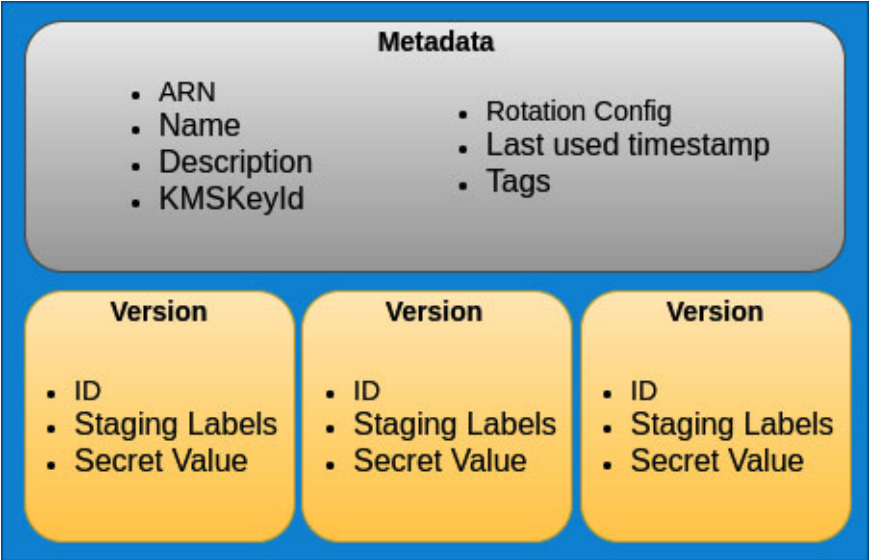 Metadata
• ARN
• Name
• Description
• KMSKeyId
• Rotation Config
• Last used timestamp
• Tags
Version
• ID
• Staging Labels
• Secret Value
Version
• ID
• Staging Labels
• Secret Value
Version
• ID
• Staging Labels
• Secret Value